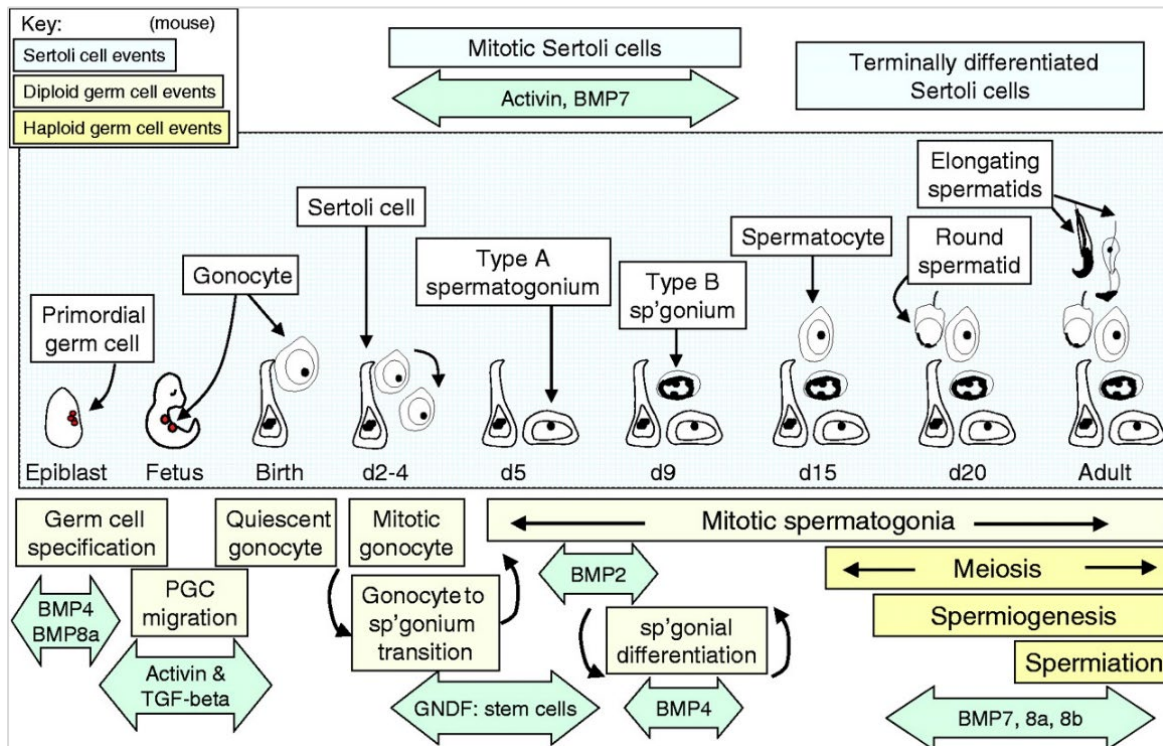 Key: (mouse)
Sertoli cell events
Diploid germ cell events
Haploid germ cell events
Mitotic Sertoli cells
Activin, BMP7
Terminally differentiated
Sertoli cells
Elongating
spermatids
Sertoli cell
Spermatocyte
Round
spermatid
Type A
spermatogonium
Type B
sp'gonium
Gonocyte
Primordial
germ cell
Epiblast
Fetus
Birth
d2-4
d5
d9
d15
d20
Adult
Germ cell
specification
Quiescent
gonocyte
Mitotic
gonocyte
Mitotic spermatogonia
BMP4
BMP8a
PGC
migration
Gonocyte to
sp'gonium
transition
BMP2
Meiosis
sp'gonial
differentiation
Spermiogenesis
Spermiation
Activin &
TGF-beta
GNDF: stem cells
BMP4
BMP7, 8a, 8b